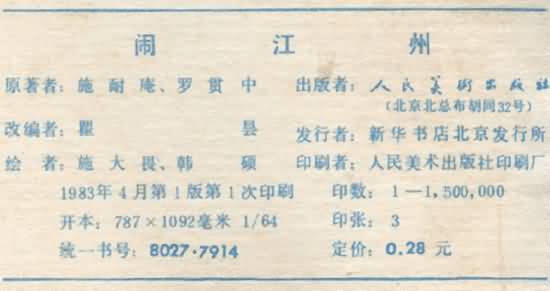 闹江州
原著者：施耐庵、罗贯中
改编者：瞿昙
绘者：施大畏、韩硕
1983年4月第1版第1次印刷
开本：787×1092毫米 1/64
统一书号：8027·7914
出版者：人民美术出版社
（北京北总布胡同32号）
发行者：新华书店北京发行所
印刷者：人民美术出版社印刷厂
印数：1—1,500,000
印张：3
定价：0.28 元